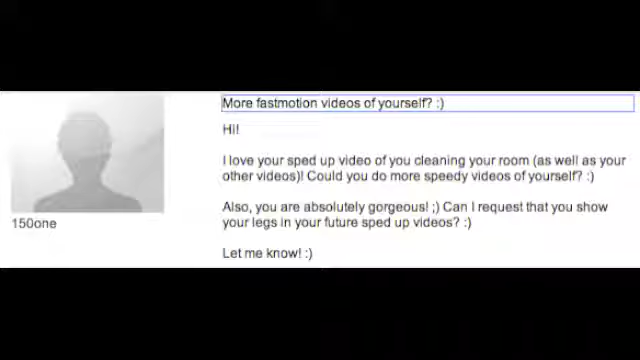 More fastmotion videos of yourself? :)
Hi!
I love your sped up video of you cleaning your room (as well as your
other videos)! Could you do more speedy videos of yourself? :)
Also, you are absolutely gorgeous! ;) Can I request that you show
your legs in your future sped up videos? :)
150one
Let me know! :)